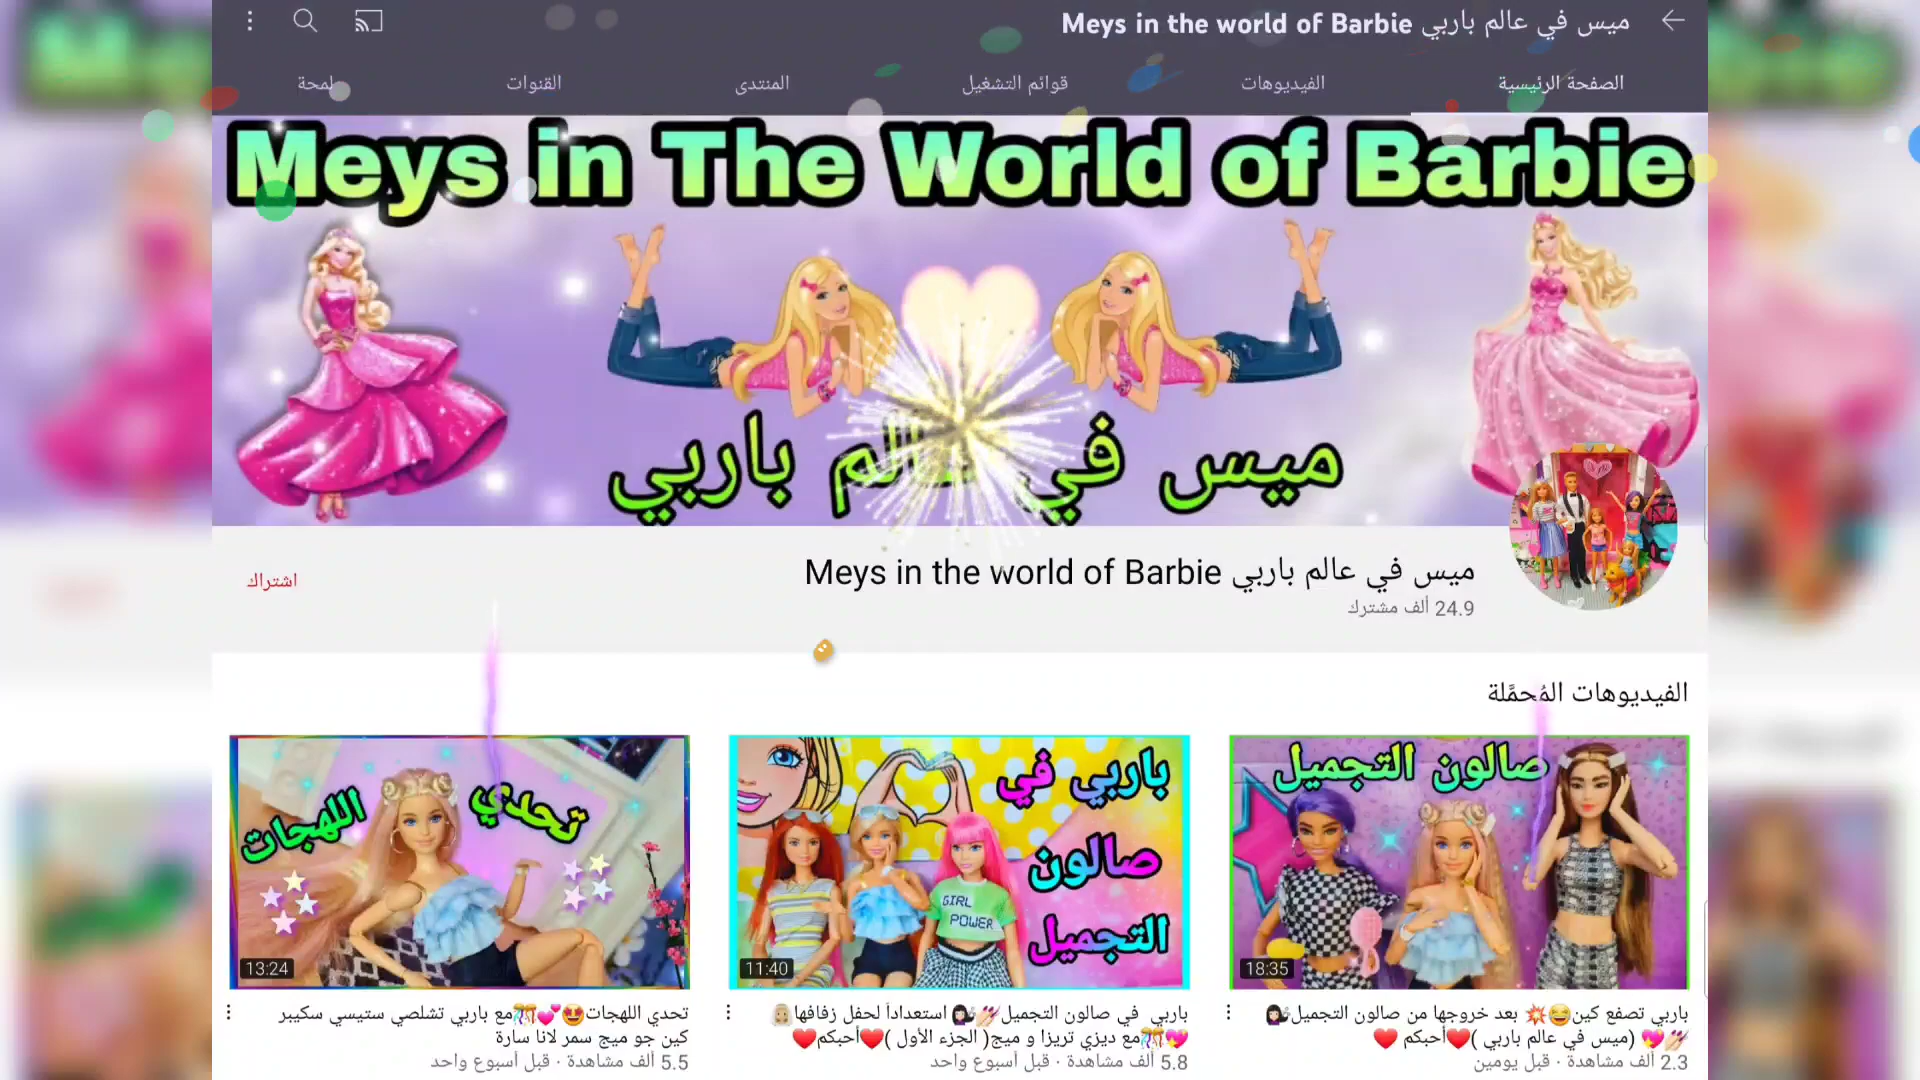 ميس في عالم باربي Meys in the world of Barbie
الصفحة الرئيسية
الفيديوهات
قوائم التشغيل
المنتدى
القنوات
لمحة
Meys in The World of Barbie
ميس في عالم باربي
ميس في عالم باربي Meys in the world of Barbie
24.9 ألف مشترك
اشتراك
الفيديوهات المُحمَّلة
صالون التجميل
18:35
باربي تصفع كين😂💥 بعد خروجها من صالون التجميل💇🏻‍♀️
💅🏻💖 (ميس في عالم باربي )❤️أحبكم ❤️
2.3 ألف مشاهدة · قبل يومين
باربي في
صالون
التجميل
GIRL
POWER
11:40
باربي في صالون التجميل💅🏻💇🏻‍♀️ استعداداً لحفل زفافها👰🏼
💖🎊مع ديزي تريزا و ميج( الجزء الأول )❤️أحبكم❤️
5.8 ألف مشاهدة · قبل أسبوع واحد
تحدي
اللهجات
13:24
تحدي اللهجات🤩💕🎊مع باربي تشلصي ستيسي سكيبر
كين جو ميج سمر لانا سارة
5.5 ألف مشاهدة · قبل أسبوع واحد